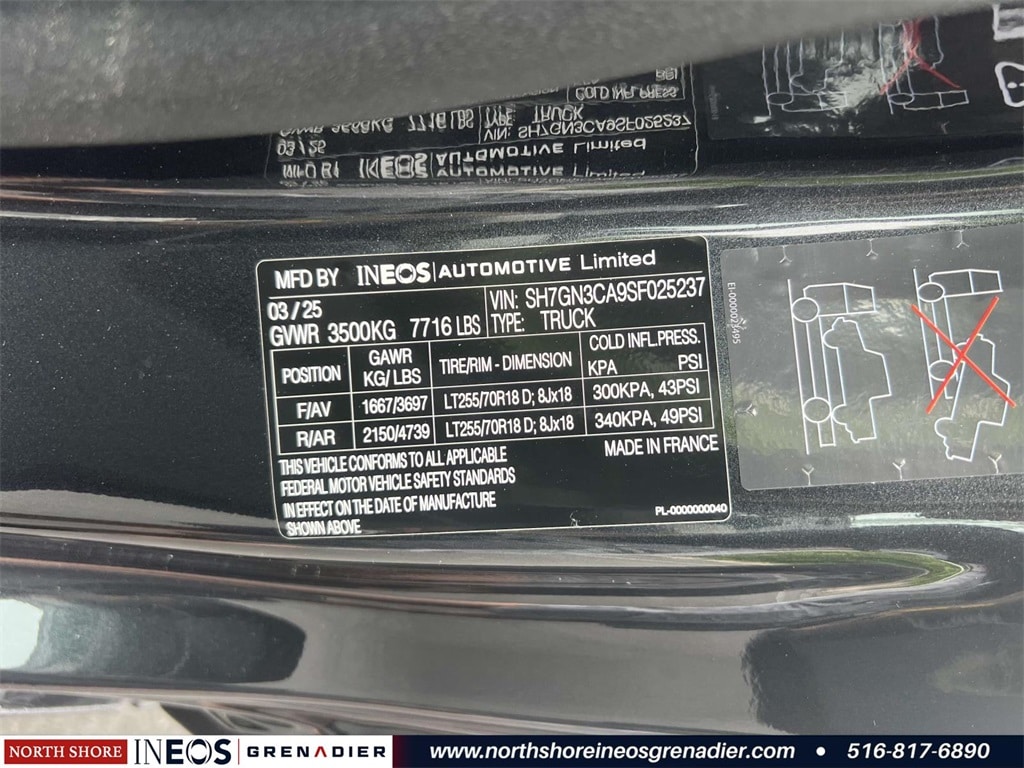 MFD BY INEOS | AUTOMOTIVE Limited
03 / 25
GVWR 3500KG 7716 LBS
VIN: SH7GN3CA9SF025237
TYPE: TRUCK
POSITION GAWR KG/ LBS TIRE/RIM - DIMENSION COLD INFL.PRESS. KPA PSI
F/AV 1667/3697 LT255/70R18 D; 8Jx18 300KPA, 43PSI
R/AR 2150/4739 LT255/70R18 D; 8Jx18 340KPA, 49PSI
THIS VEHICLE CONFORMS TO ALL APPLICABLE
FEDERAL MOTOR VEHICLE SAFETY STANDARDS
IN EFFECT ON THE DATE OF MANUFACTURE
SHOWN ABOVE
MADE IN FRANCE
PL-0000000040
NORTH SHORE INEOS GRENADIER www.northshoreineosgrenadier.com • 516-817-6890